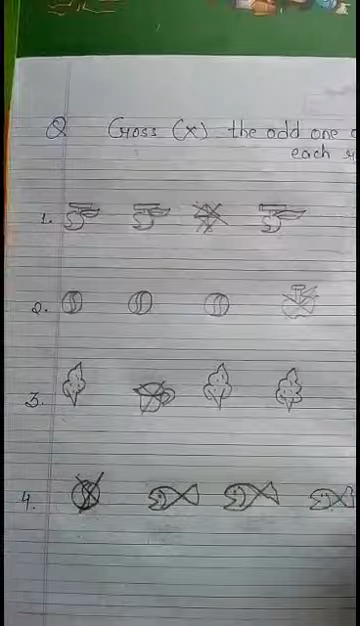 Q Cross (x) the odd one
each
1.
2.
3.
4.